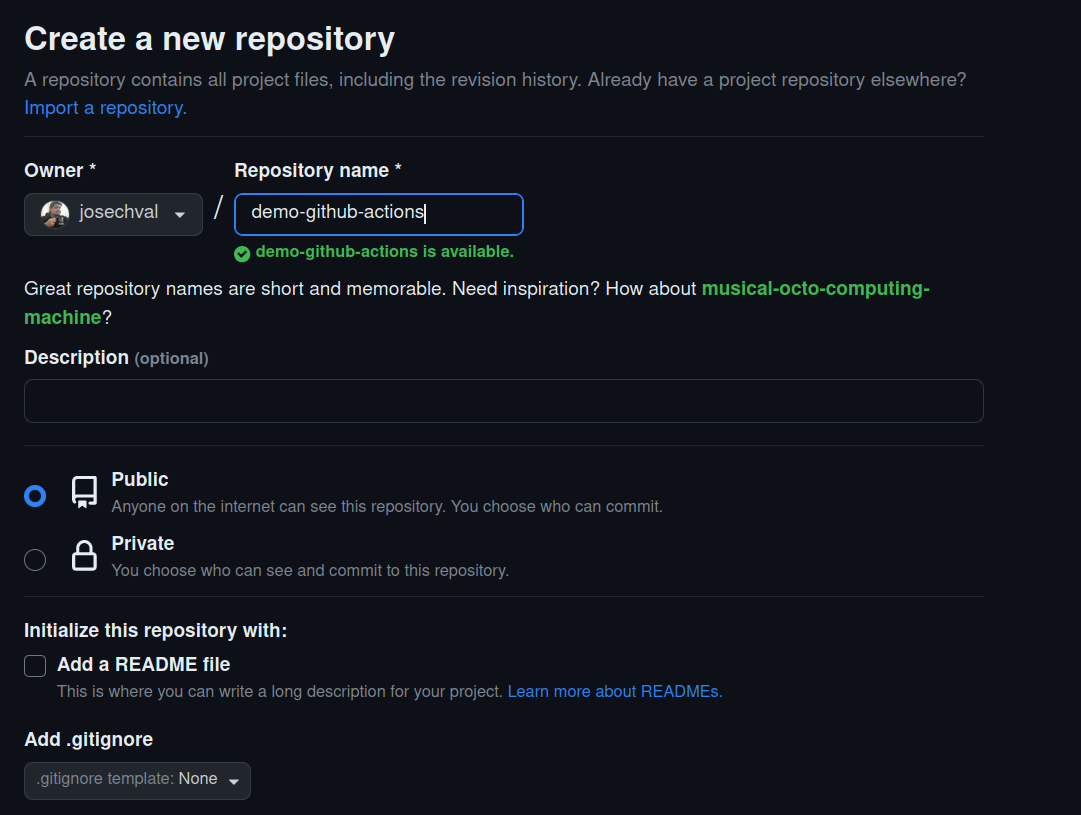 Create a new repository
A repository contains all project files, including the revision history. Already have a project repository elsewhere?
Import a repository.
Owner * Repository name *
josechval / demo-github-actions
demo-github-actions is available.
Great repository names are short and memorable. Need inspiration? How about musical-octo-computing-
machine?
Description (optional)
Public
Anyone on the internet can see this repository. You choose who can commit.
Private
You choose who can see and commit to this repository.
Initialize this repository with:
Add a README file
This is where you can write a long description for your project. Learn more about READMEs.
Add .gitignore
.gitignore template: None